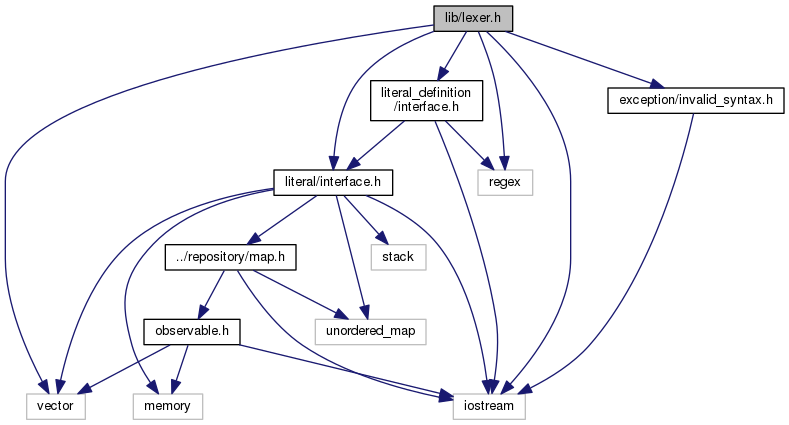 lib/lexer.h
literal_definition
/interface.h
exception/invalid_syntax.h
literal/interface.h
regex
../repository/map.h
stack
observable.h
unordered_map
vector
memory
iostream